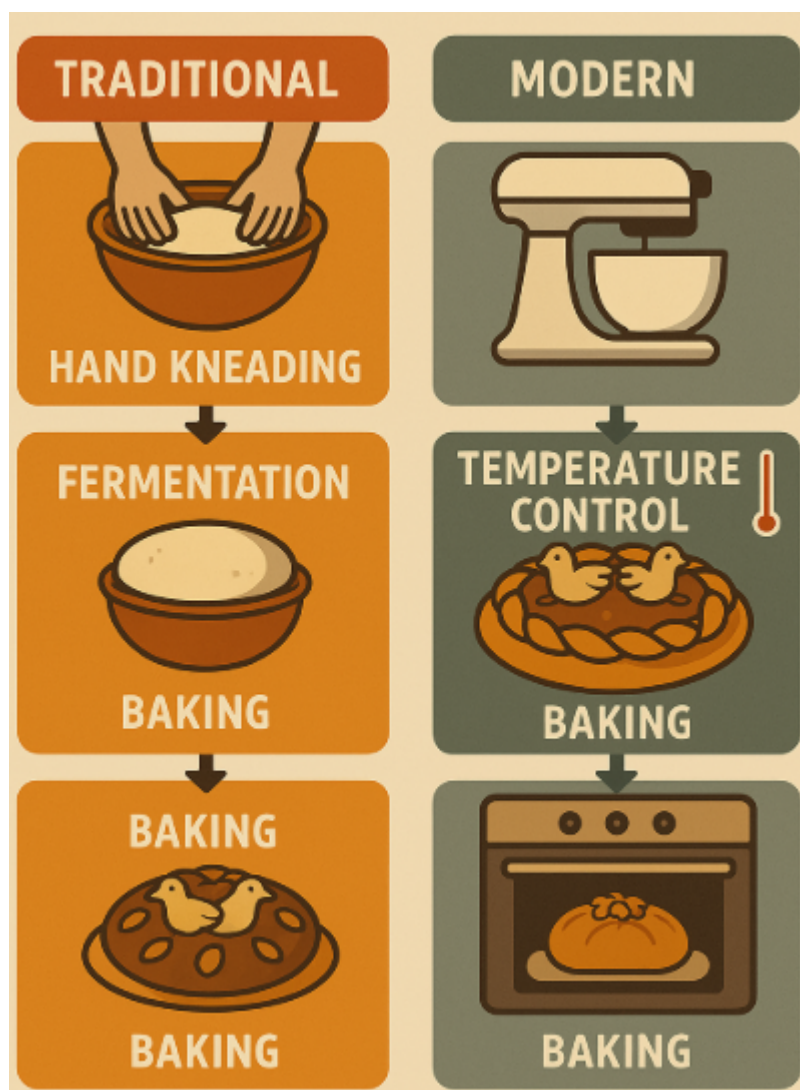 TRADITIONAL
HAND KNEADING
FERMENTATION
BAKING
BAKING
BAKING
MODERN
TEMPERATURE
CONTROL
BAKING
BAKING